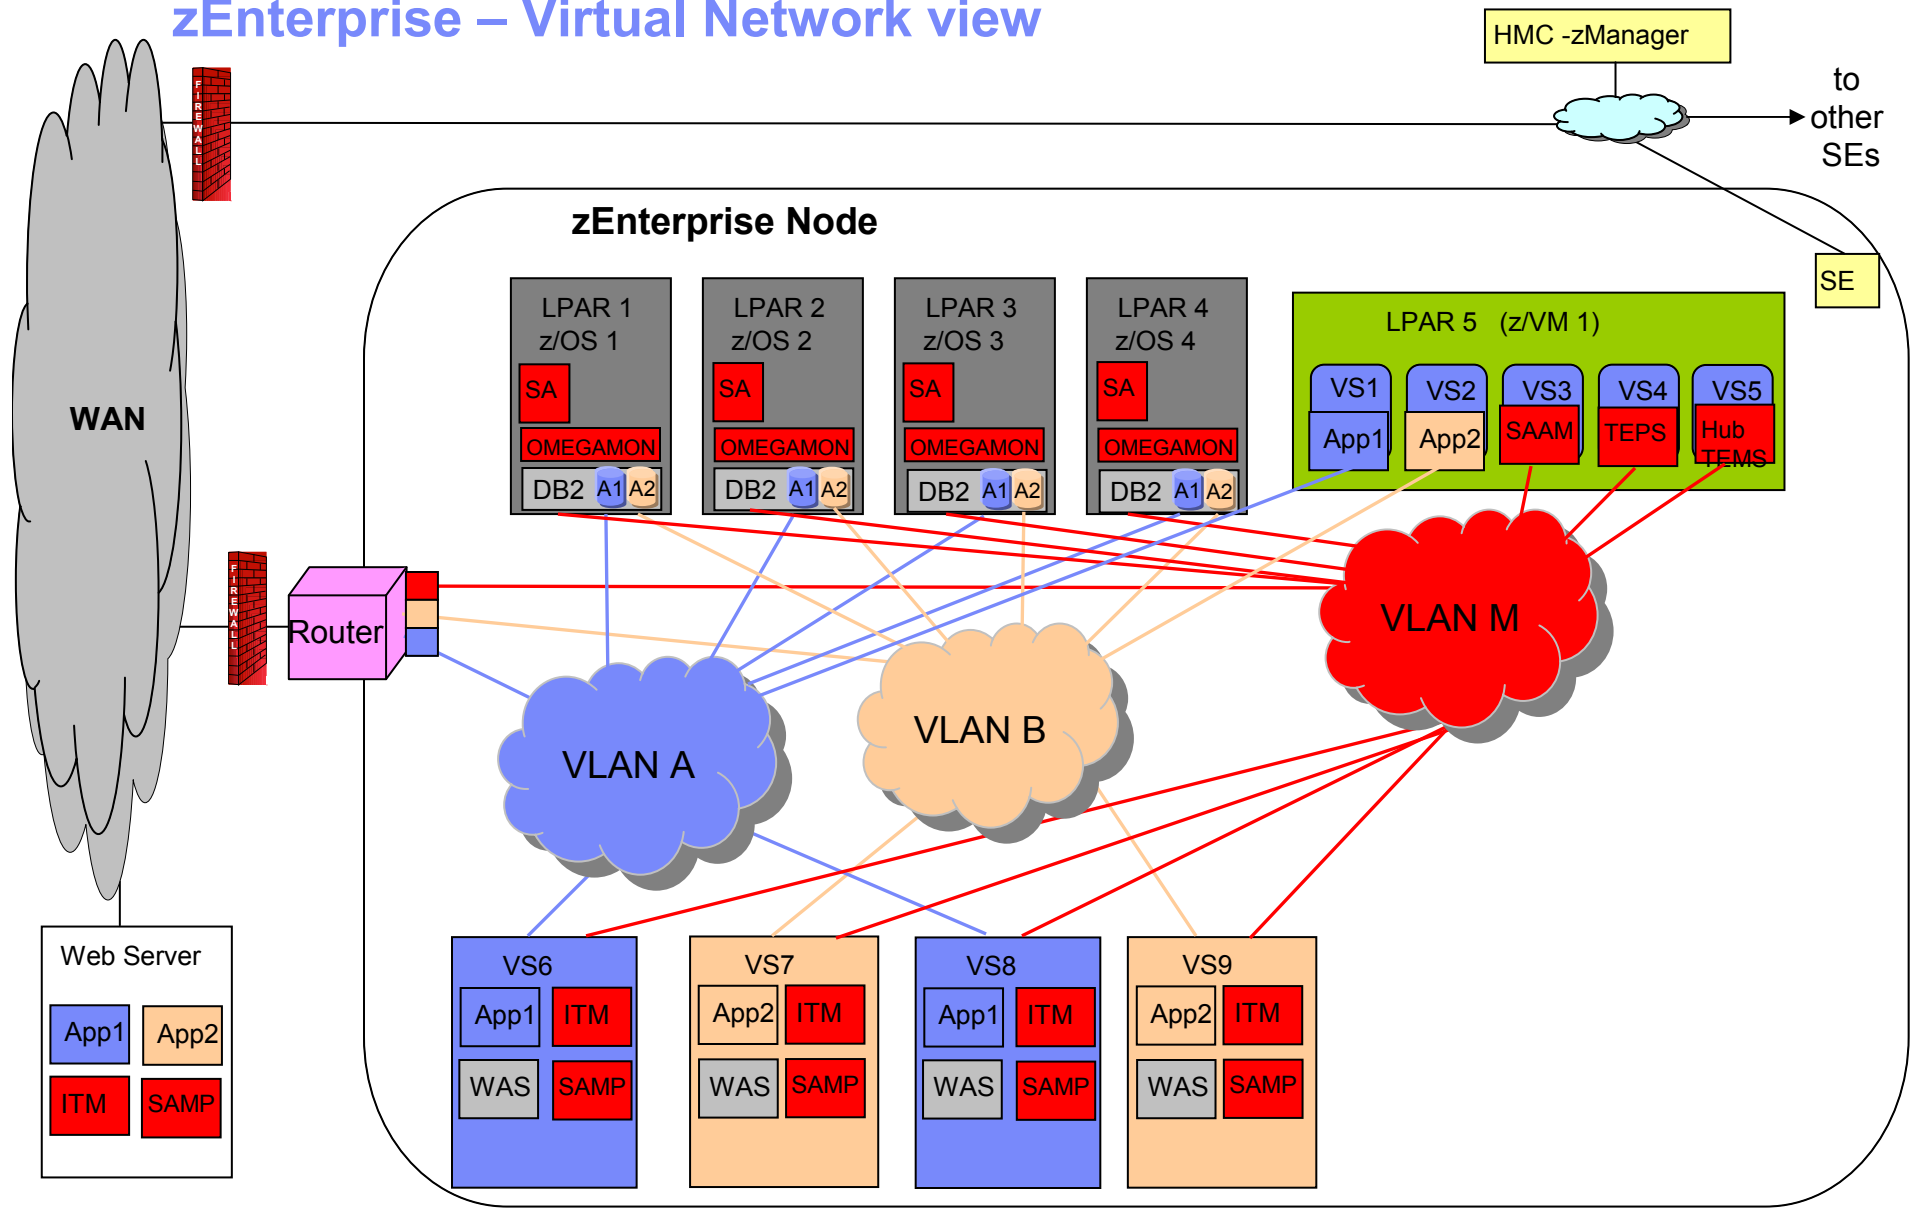 zEnterprise – Virtual Network view
HMC -zManager
to
other
SEs
FIREWALL
zEnterprise Node
SE
LPAR 1
z/OS 1
SA
OMEGAMON
DB2
A1
A2
LPAR 2
z/OS 2
SA
OMEGAMON
DB2
A1
A2
LPAR 3
z/OS 3
SA
OMEGAMON
DB2
A1
A2
LPAR 4
z/OS 4
SA
OMEGAMON
DB2
A1
A2
LPAR 5 (z/VM 1)
VS1
App1
VS2
App2
VS3
SAAM
VS4
TEPS
VS5
Hub
TEMS
WAN
FIREWALL
Router
VLAN A
VLAN B
VLAN M
Web Server
App1
App2
ITM
SAMP
VS6
App1
ITM
WAS
SAMP
VS7
App2
ITM
WAS
SAMP
VS8
App1
ITM
WAS
SAMP
VS9
App2
ITM
WAS
SAMP